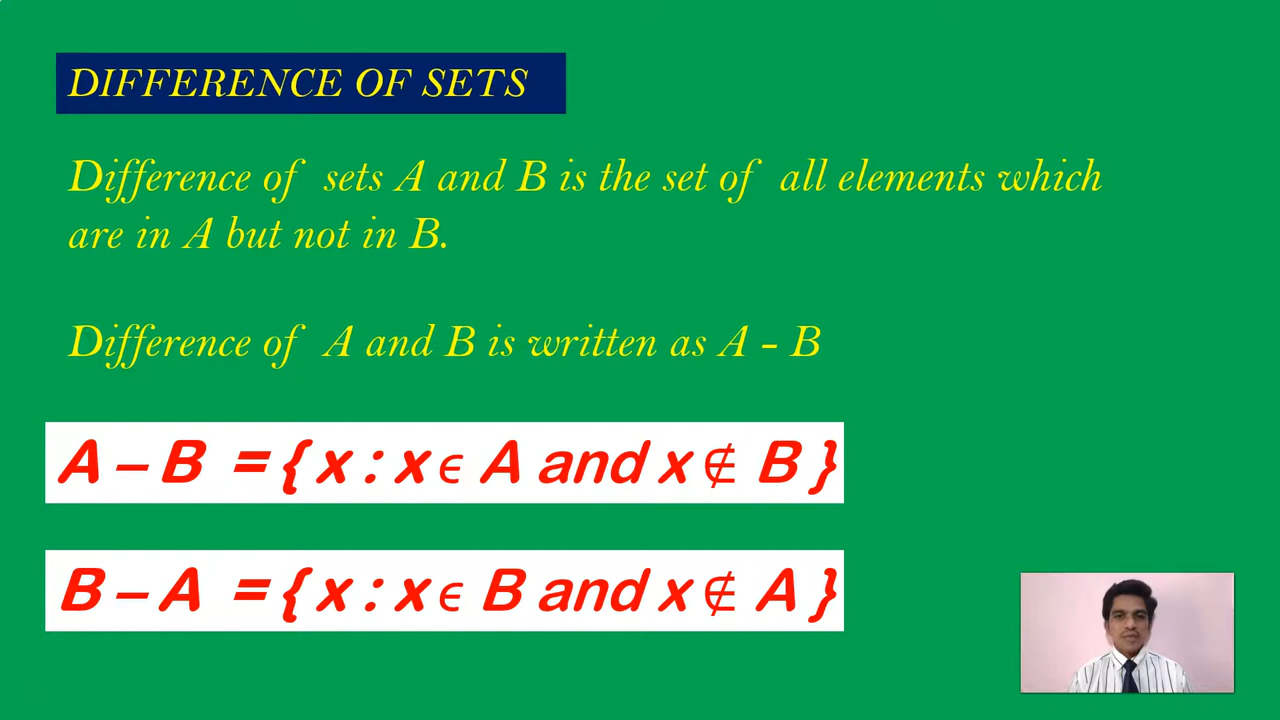 DIFFERENCE OF SETS
Difference of sets A and B is the set of all elements which
are in A but not in B.
Difference of A and B is written as A - B
A – B = { x : x ϵ A and x ∉ B }
B – A = { x : x ϵ B and x ∉ A }